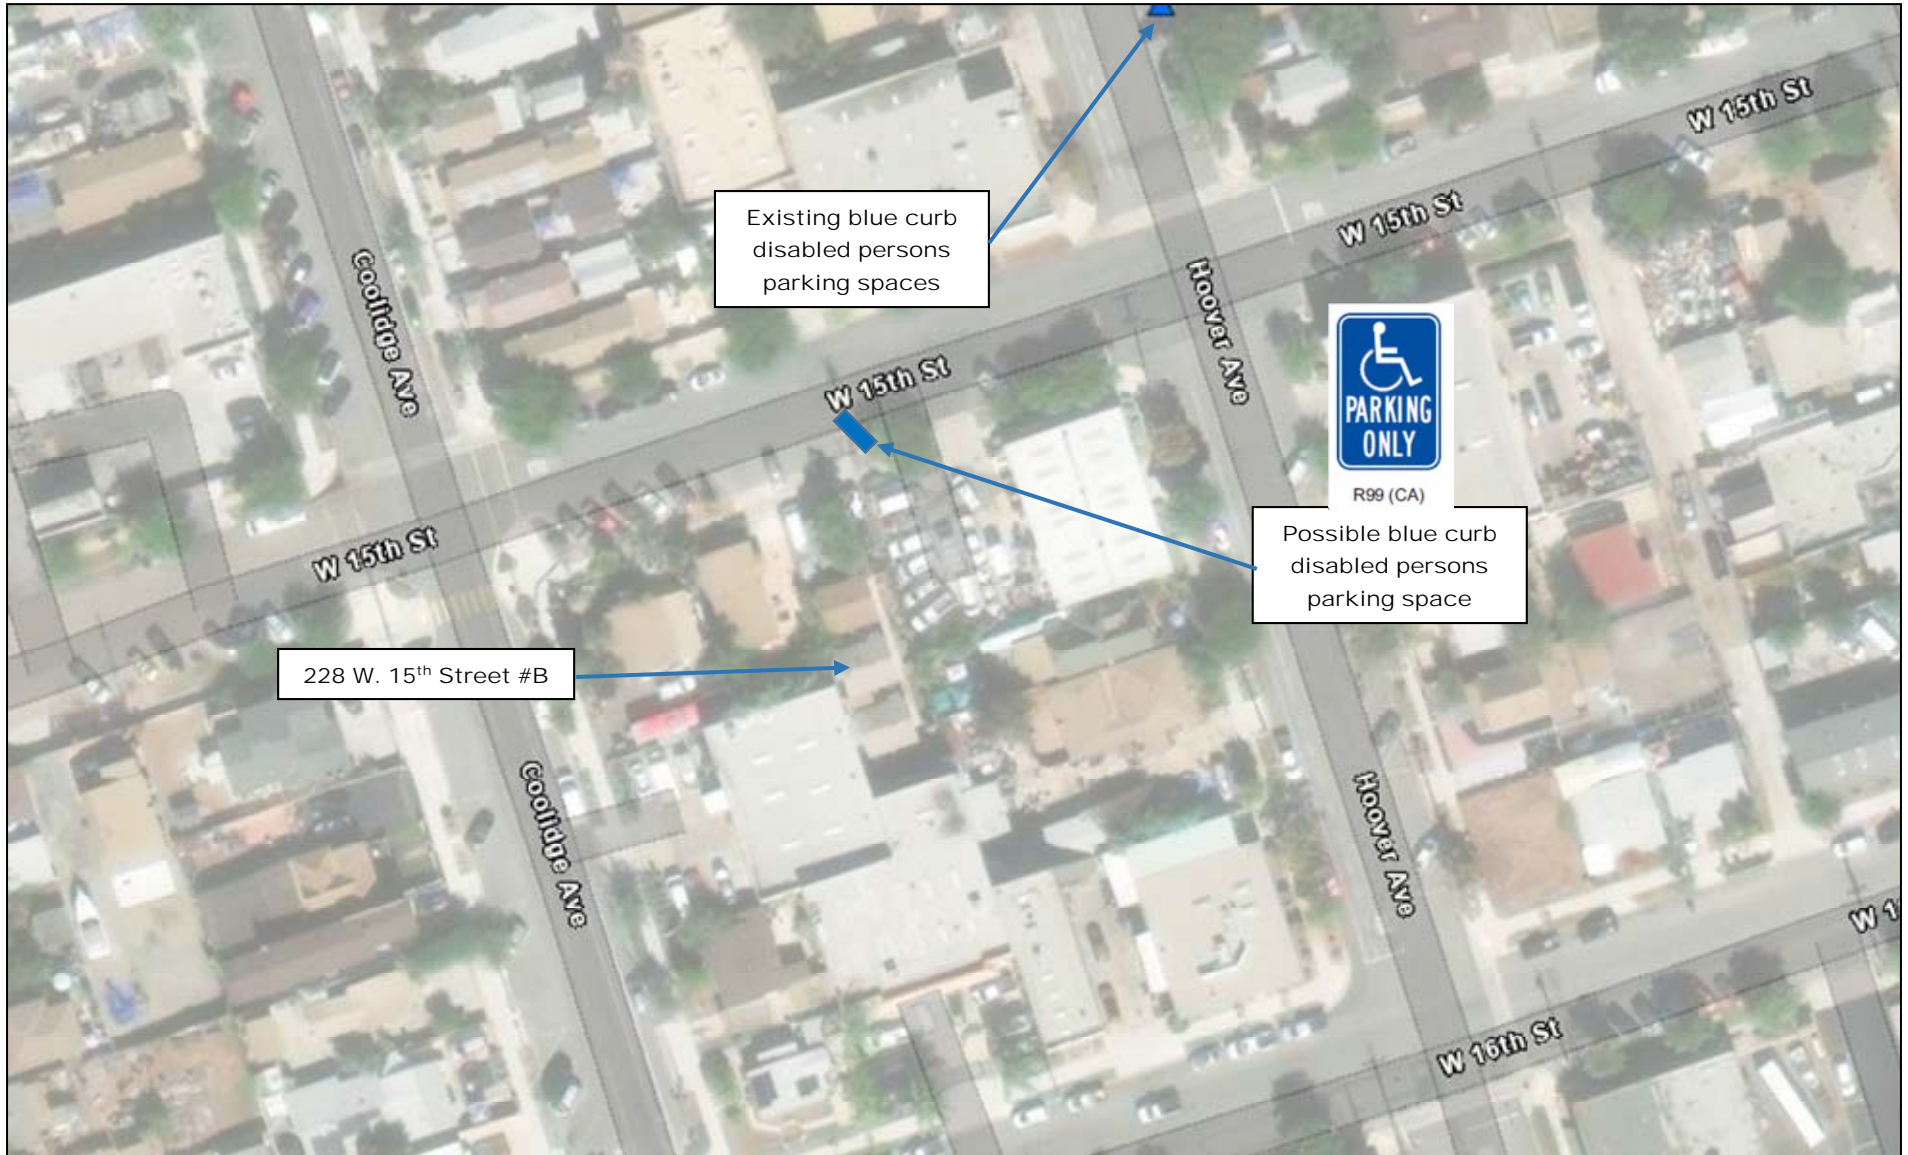 W 15th St
Existing blue curb
disabled persons
parking spaces
W 15th St
Coolidge Ave
Hoover Ave
PARKING
ONLY
R99 (CA)
W 15th St
Possible blue curb
disabled persons
parking space
W 15th St
228 W. 15th Street #B
Coolidge Ave
Hoover Ave
W 1
W 16th St